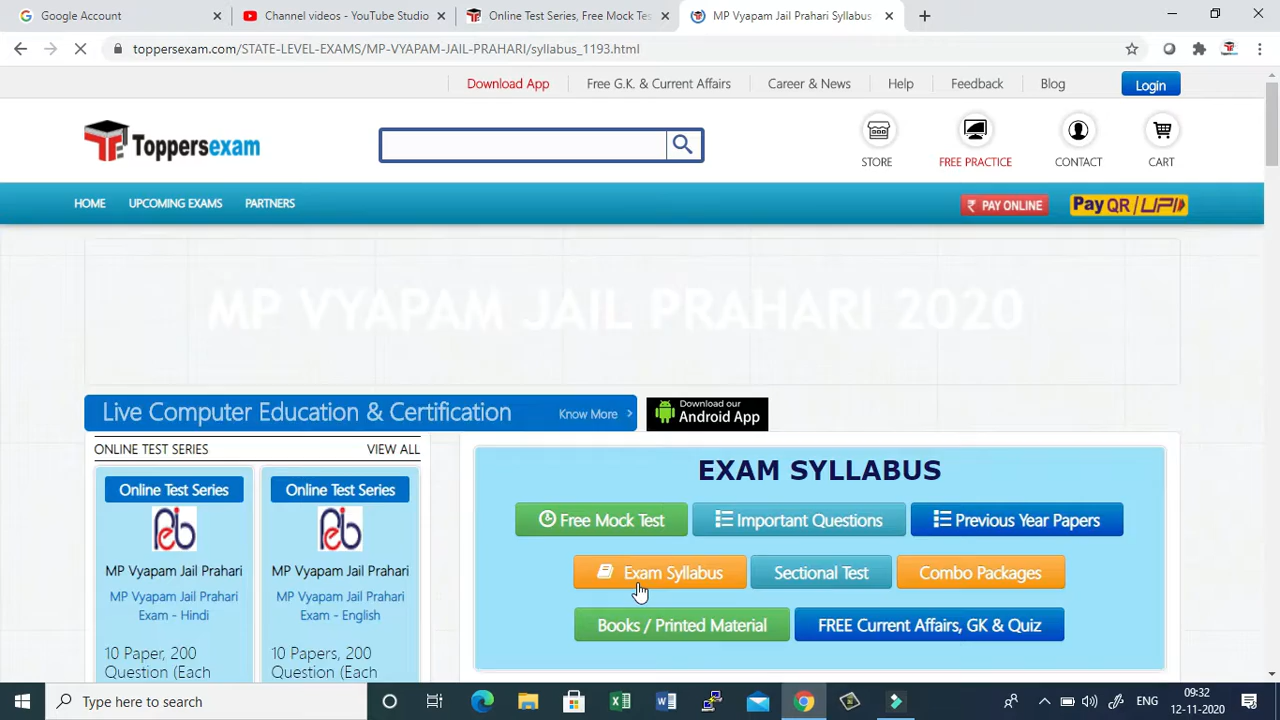 Google Account
Channel videos - YouTube Studio
Online Test Series, Free Mock Tes
MP Vyapam Jail Prahari Syllabus
toppersexam.com/STATE-LEVEL-EXAMS/MP-VYAPAM-JAIL-PRAHARI/syllabus_1193.html
Download App
Free G.K. & Current Affairs
Career & News
Help
Feedback
Blog
Login
Toppersexam
STORE
FREE PRACTICE
CONTACT
CART
HOME
UPCOMING EXAMS
PARTNERS
₹ PAY ONLINE
Pay QR / UPI
MP VYAPAM JAIL PRAHARI 2020
Live Computer Education & Certification
Know More
Download our
Android App
ONLINE TEST SERIES
VIEW ALL
Online Test Series
MP Vyapam Jail Prahari
MP Vyapam Jail Prahari
Exam - Hindi
10 Paper, 200
Question (Each
Online Test Series
MP Vyapam Jail Prahari
MP Vyapam Jail Prahari
Exam - English
10 Papers, 200
Question (Each
EXAM SYLLABUS
Free Mock Test
Important Questions
Previous Year Papers
Exam Syllabus
Sectional Test
Combo Packages
Books / Printed Material
FREE Current Affairs, GK & Quiz
Type here to search
ENG
09:32
12-11-2020